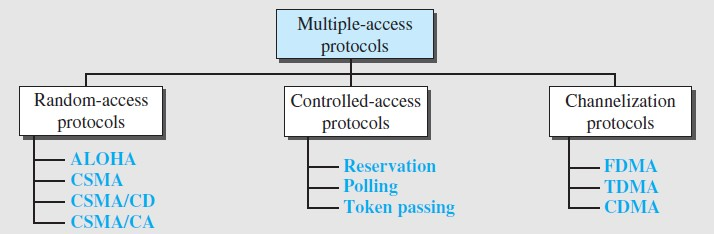 Multiple-access
protocols
Random-access
protocols
ALOHA
CSMA
CSMA/CD
CSMA/CA
Controlled-access
protocols
Reservation
Polling
Token passing
Channelization
protocols
FDMA
TDMA
CDMA